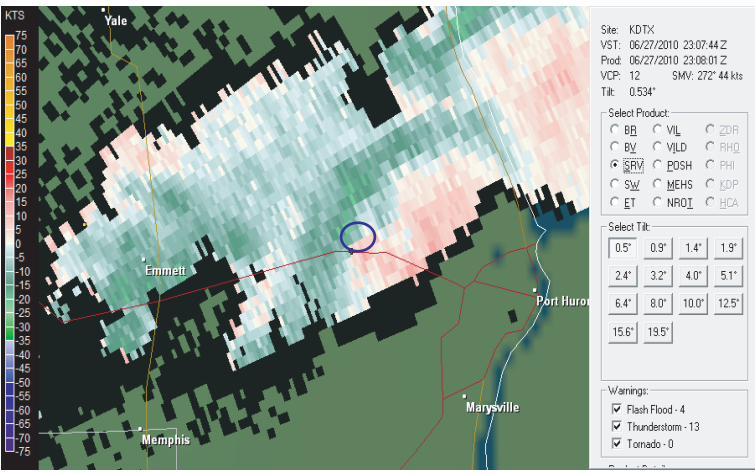 KTS
75
70
65
60
55
50
45
40
35
30
25
20
15
10
5
0
-5
-10
-15
-20
-25
-30
-35
-40
-45
-50
-55
-60
-65
-70
-75
Yale
Emmett
Port Huron
Marysville
Memphis
Site: KDTX
VST: 06/27/2010 23:07:44 Z
Prod: 06/27/2010 23:08:01 Z
VCP: 12 SMV: 272° 44 kts
Tilt: 0.534°
Select Product:
BR VIL ZDR
BV VILD RHO
SRV POSH PHI
SW MEHS KDP
ET NROT HCA
Select Tilt:
0.5° 0.9° 1.4° 1.9°
2.4° 3.2° 4.0° 5.1°
6.4° 8.0° 10.0° 12.5°
15.6° 19.5°
Warnings:
Flash Flood - 4
Thunderstorm - 13
Tornado - 0